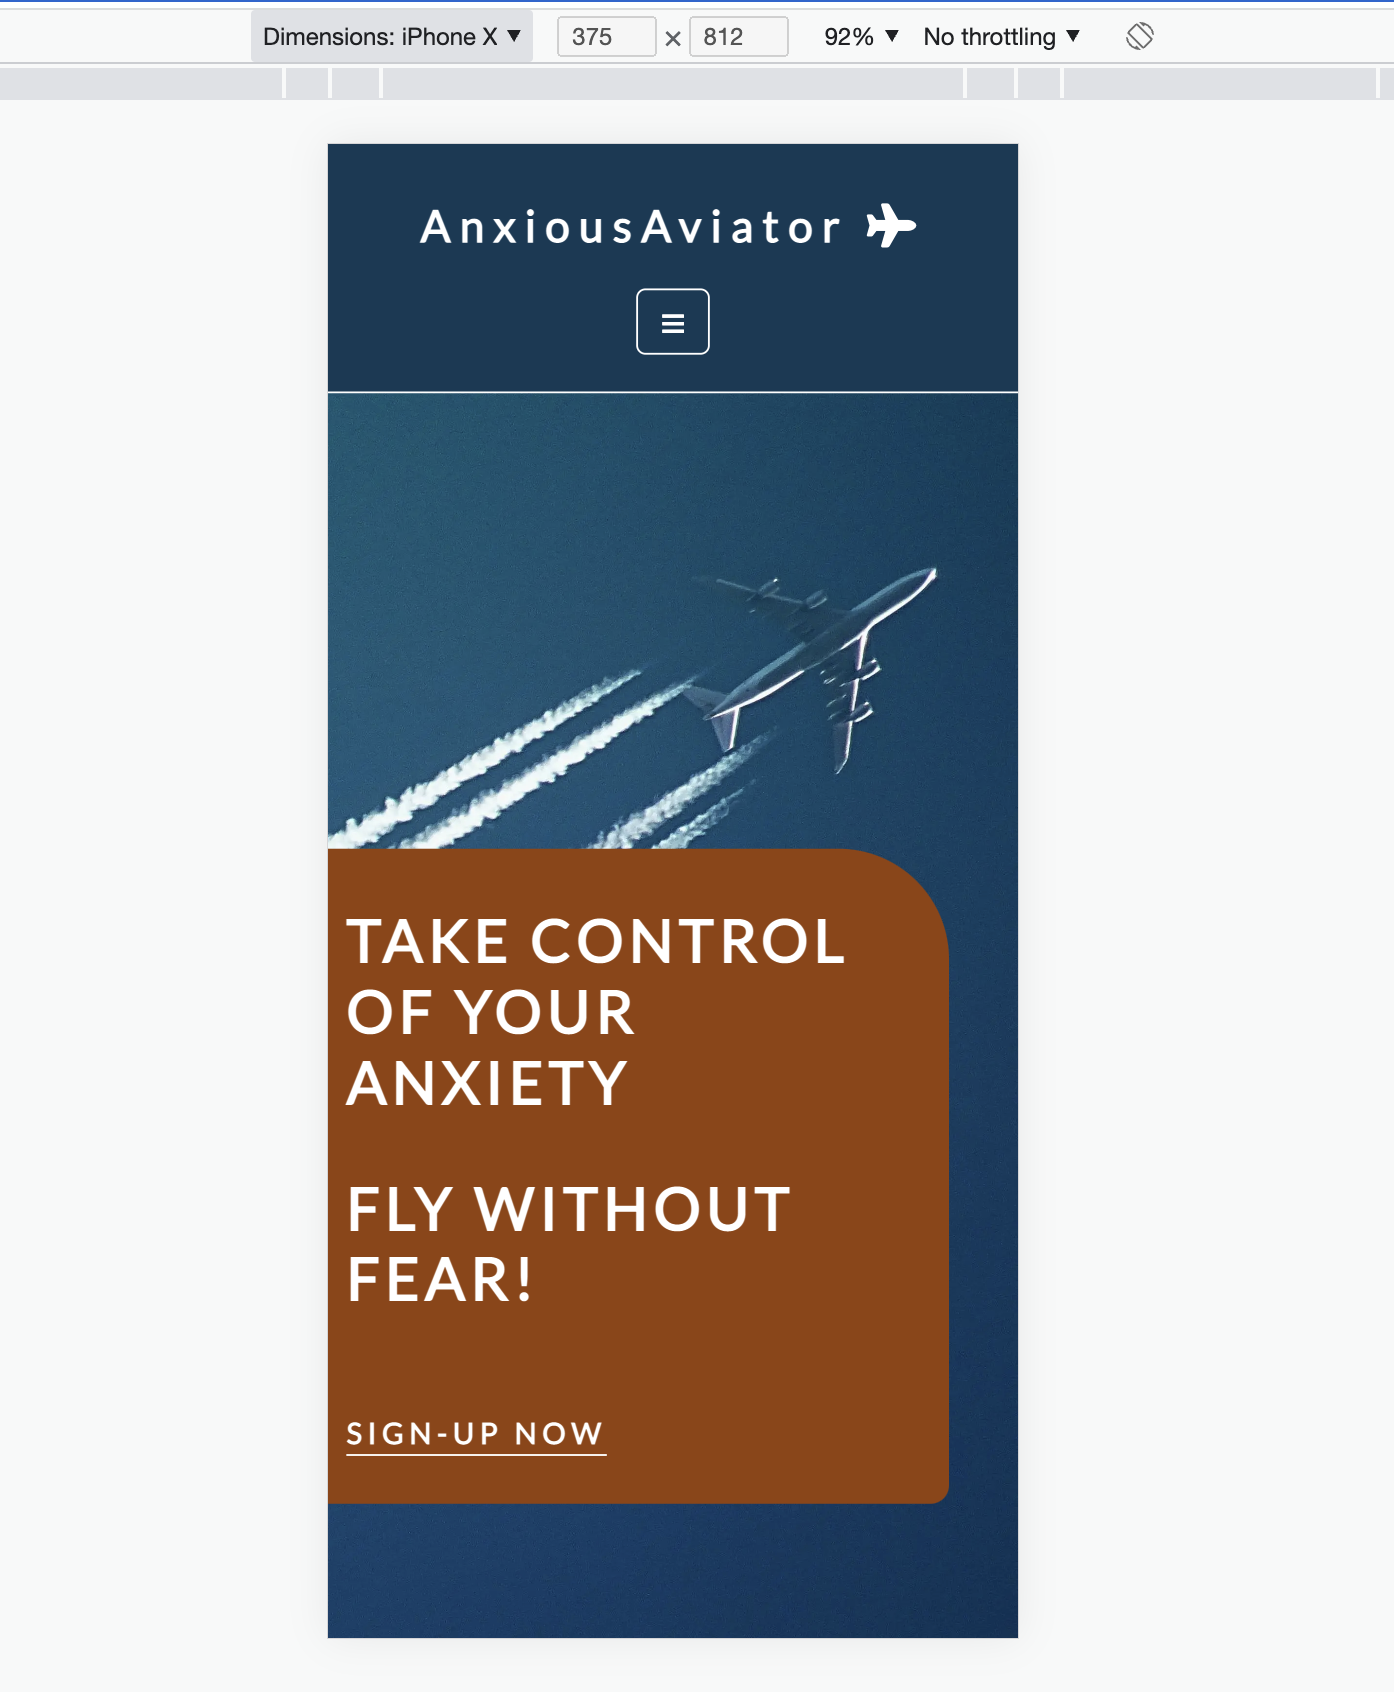 Dimensions: iPhone X ▼ 375 × 812 92% ▼ No throttling ▼
AnxiousAviator
TAKE CONTROL
OF YOUR
ANXIETY
FLY WITHOUT
FEAR!
SIGN-UP NOW